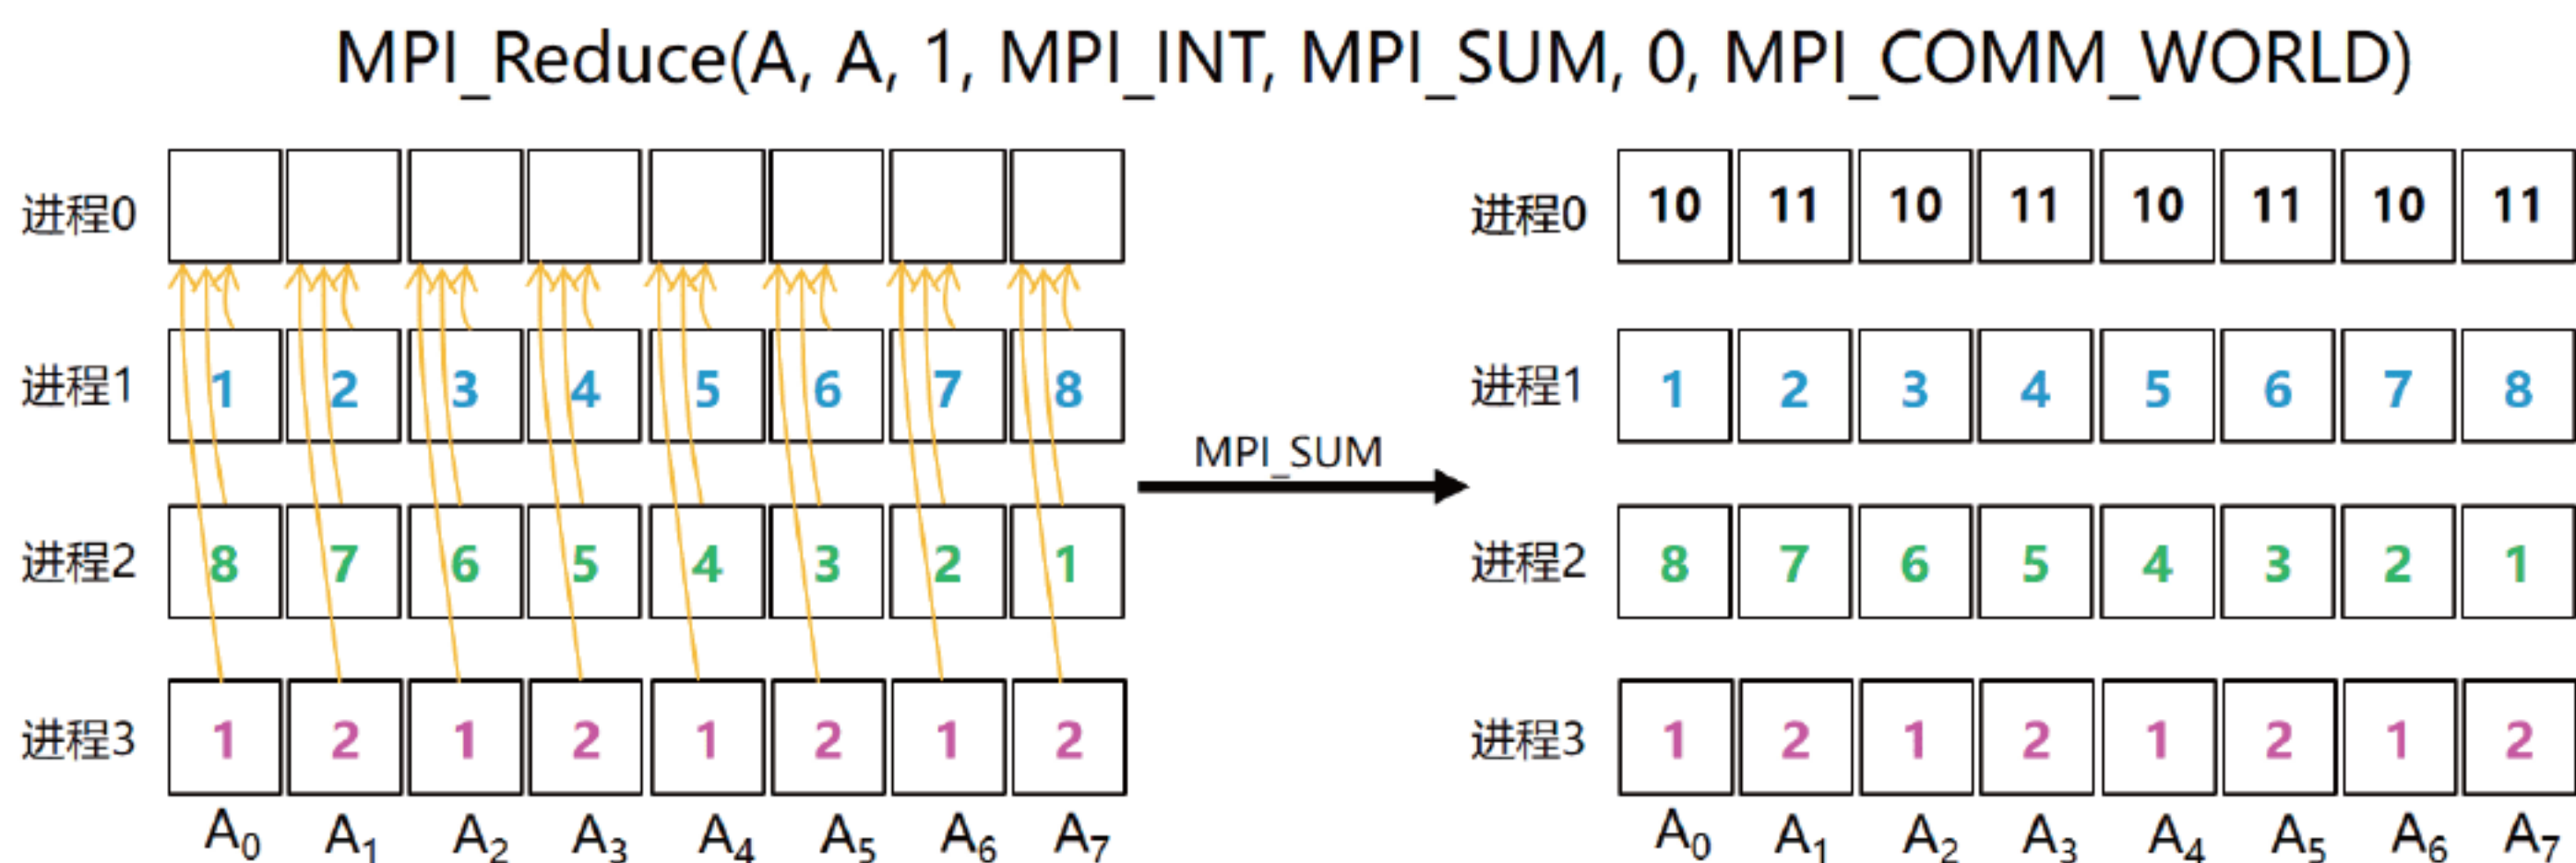 MPI_Reduce(A, A, 1, MPI_INT, MPI_SUM, 0, MPI_COMM_WORLD)
进程0
进程1 1 2 3 4 5 6 7 8
进程2 8 7 6 5 4 3 2 1
进程3 1 2 1 2 1 2 1 2
A0 A1 A2 A3 A4 A5 A6 A7
MPI_SUM
进程0 10 11 10 11 10 11 10 11
进程1 1 2 3 4 5 6 7 8
进程2 8 7 6 5 4 3 2 1
进程3 1 2 1 2 1 2 1 2
A0 A1 A2 A3 A4 A5 A6 A7